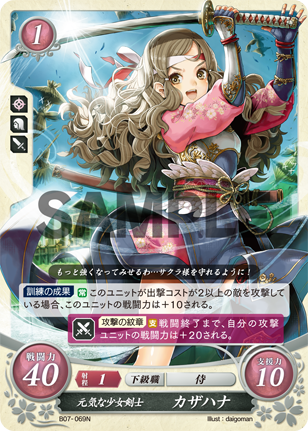 1
SAMPLE
もっと強くなってみせるわ…サクラ様を守れるように！
訓練の成果 常 このユニットが出撃コストが2以上の敵を攻撃している場合、このユニットの戦闘力は＋10される。
攻撃の紋章 支 戦闘終了まで、自分の攻撃ユニットの戦闘力は＋20される。
戦闘力
40
射程 1 下級職 侍
支援力
10
元気な少女剣士 カザハナ
B07-069N
Illust：daigoman